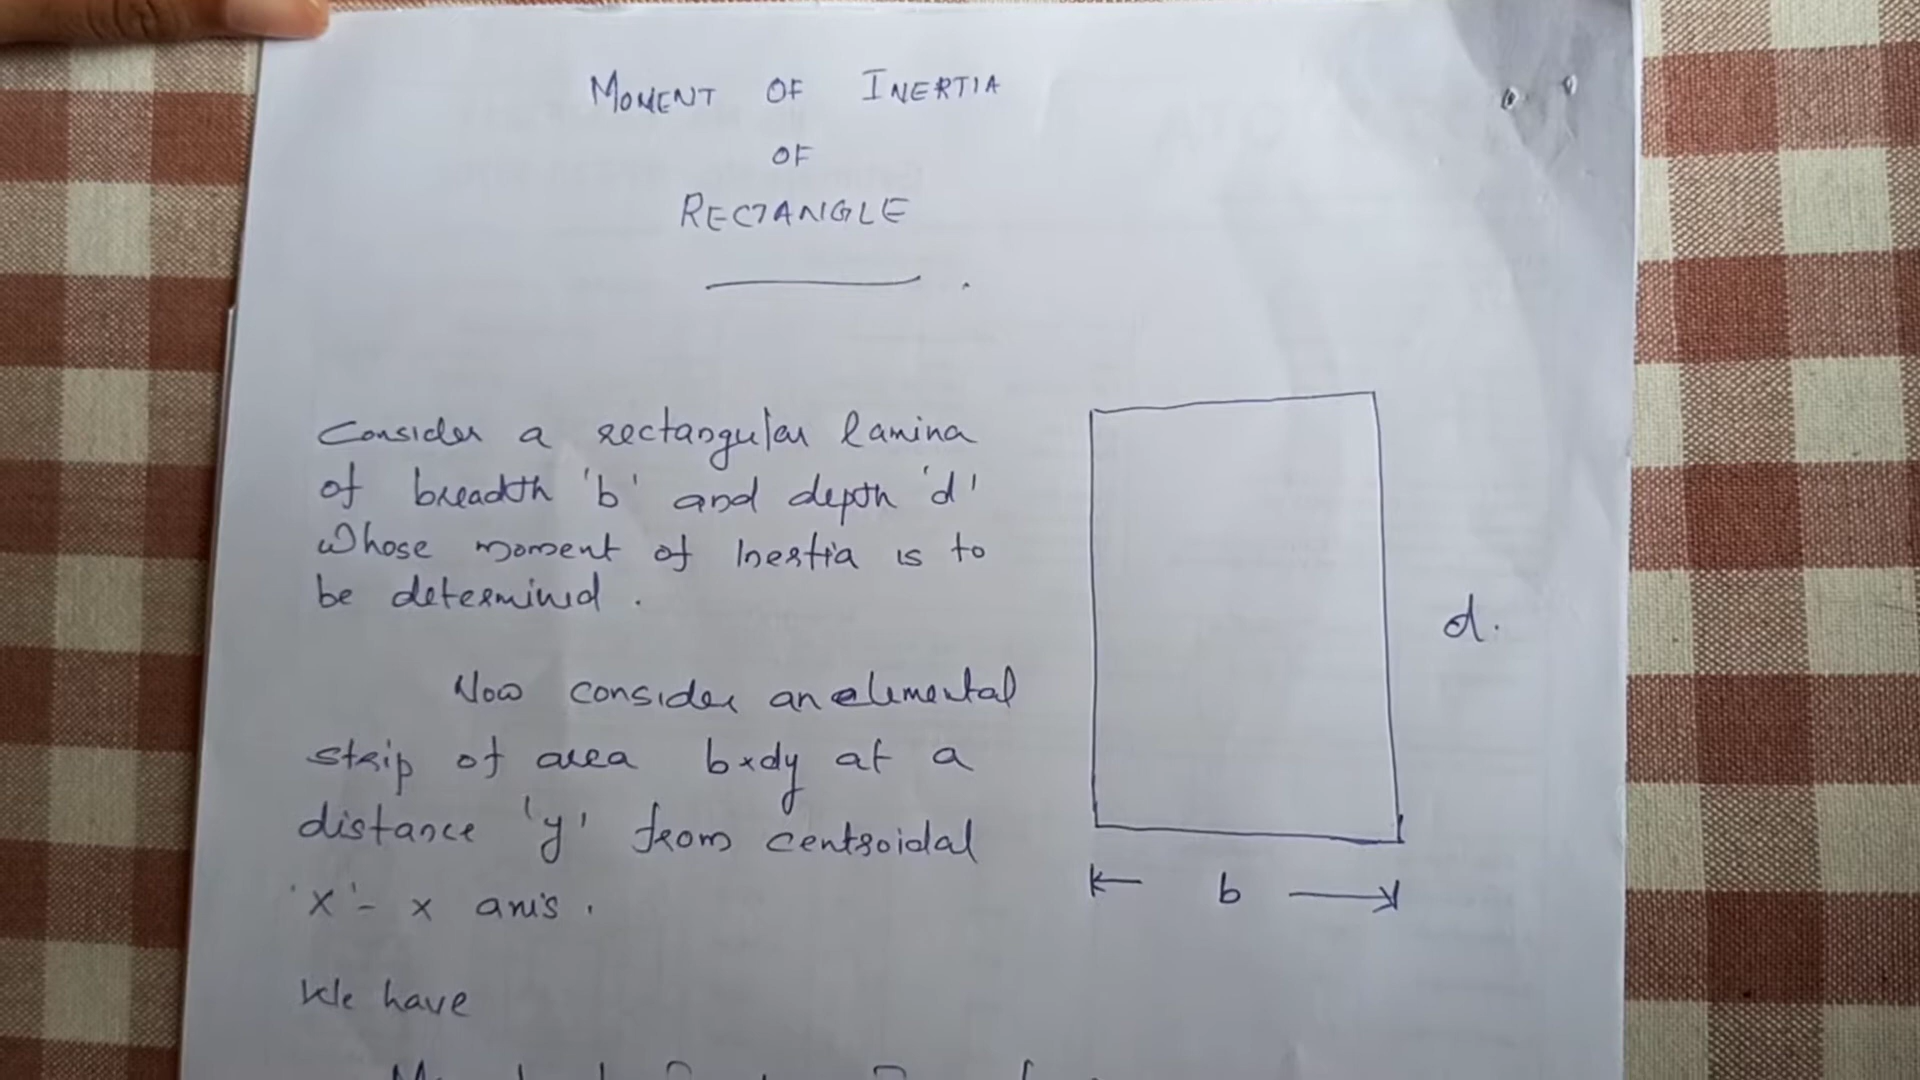 MOMENT OF INERTIA
OF
RECTANGLE
Consider a rectangular lamina
of breadth 'b' and depth 'd'
Whose moment of Inertia is to
be determined .
Now consider an elemental
strip of area b×dy at a
distance 'y' from centroidal
'x'- x axis .
We have
d.
b